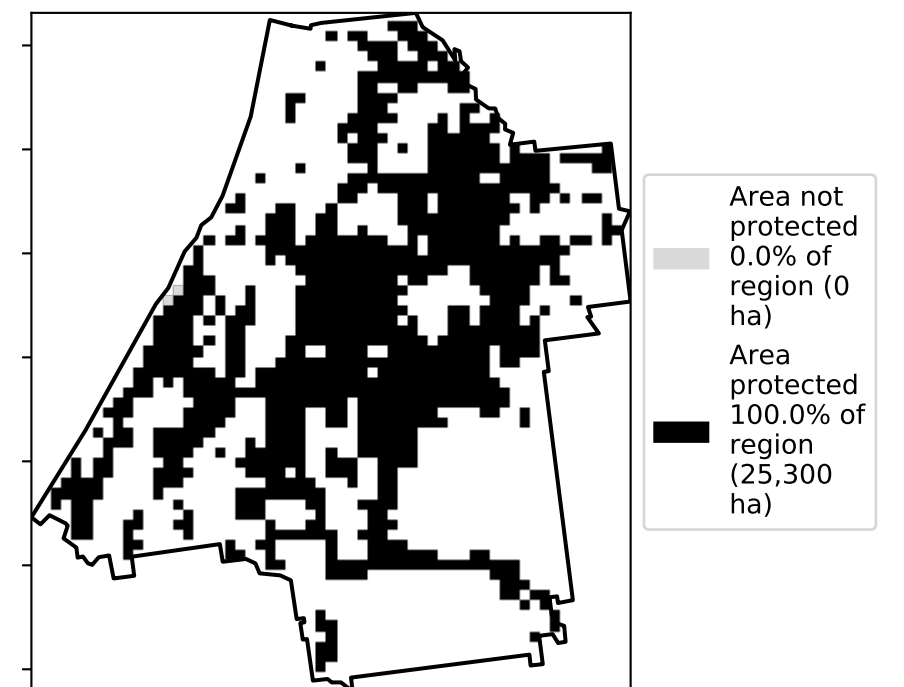 Area not
protected
0.0% of
region (0
ha)
Area
protected
100.0% of
region
(25,300
ha)